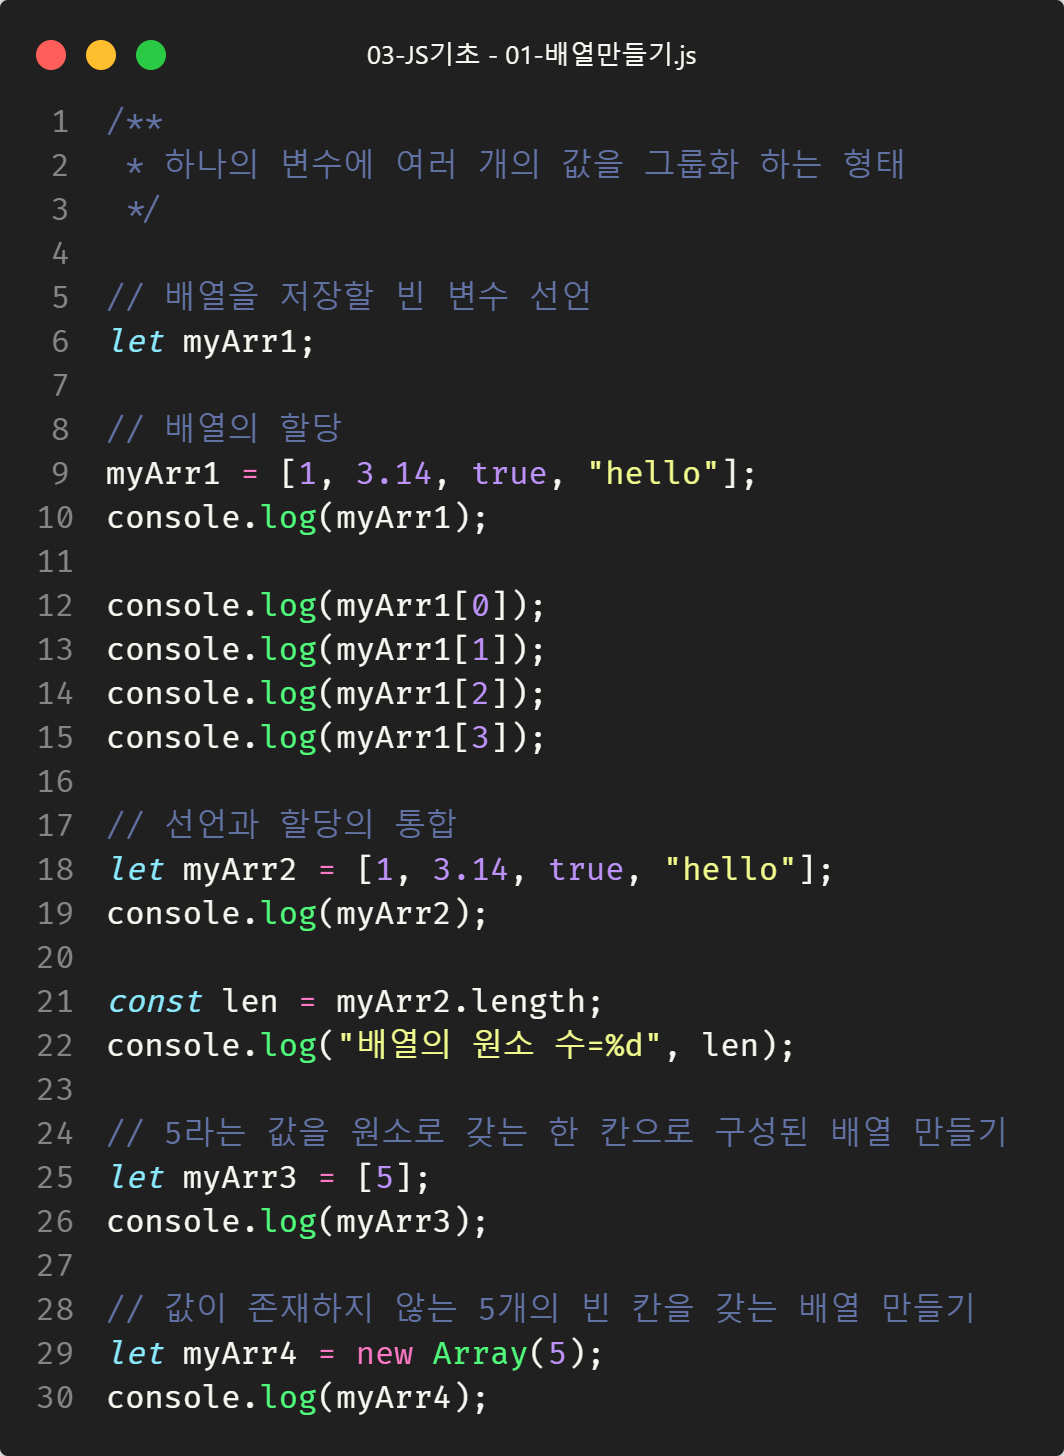 03-JS기초 - 01-배열만들기.js
1 /**
2  * 하나의 변수에 여러 개의 값을 그룹화 하는 형태
3  */
4
5 // 배열을 저장할 빈 변수 선언
6 let myArr1;
7
8 // 배열의 할당
9 myArr1 = [1, 3.14, true, "hello"];
10 console.log(myArr1);
11
12 console.log(myArr1[0]);
13 console.log(myArr1[1]);
14 console.log(myArr1[2]);
15 console.log(myArr1[3]);
16
17 // 선언과 할당의 통합
18 let myArr2 = [1, 3.14, true, "hello"];
19 console.log(myArr2);
20
21 const len = myArr2.length;
22 console.log("배열의 원소 수=%d", len);
23
24 // 5라는 값을 원소로 갖는 한 칸으로 구성된 배열 만들기
25 let myArr3 = [5];
26 console.log(myArr3);
27
28 // 값이 존재하지 않는 5개의 빈 칸을 갖는 배열 만들기
29 let myArr4 = new Array(5);
30 console.log(myArr4);